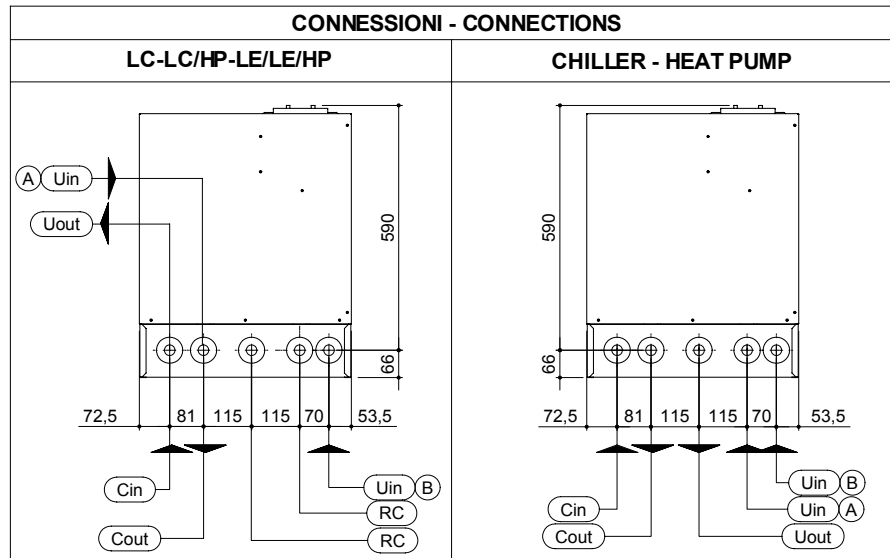 CONNESSIONI - CONNECTIONS
LC-LC/HP-LE/LE/HP
CHILLER - HEAT PUMP
A Uin
Uout
590
66
72,5 81 115 115 70 53,5
Cin
Uin B
RC
Cout
RC
590
66
72,5 81 115 115 70 53,5
Uin B
Cin
Uin A
Cout
Uout